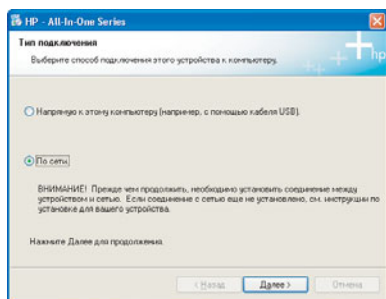 HP - All-In-One Series
Тип подключения
Выберите способ подключения этого устройства к компьютеру.
hp
Напрямую к этому компьютеру (например, с помощью кабеля USB).
По сети.
ВНИМАНИЕ! Прежде чем продолжить, необходимо установить соединение между
устройством и сетью. Если соединение с сетью еще не установлено, см. инструкции по
установке для вашего устройства.
Нажмите Далее для продолжения.
< Назад Далее > Отмена